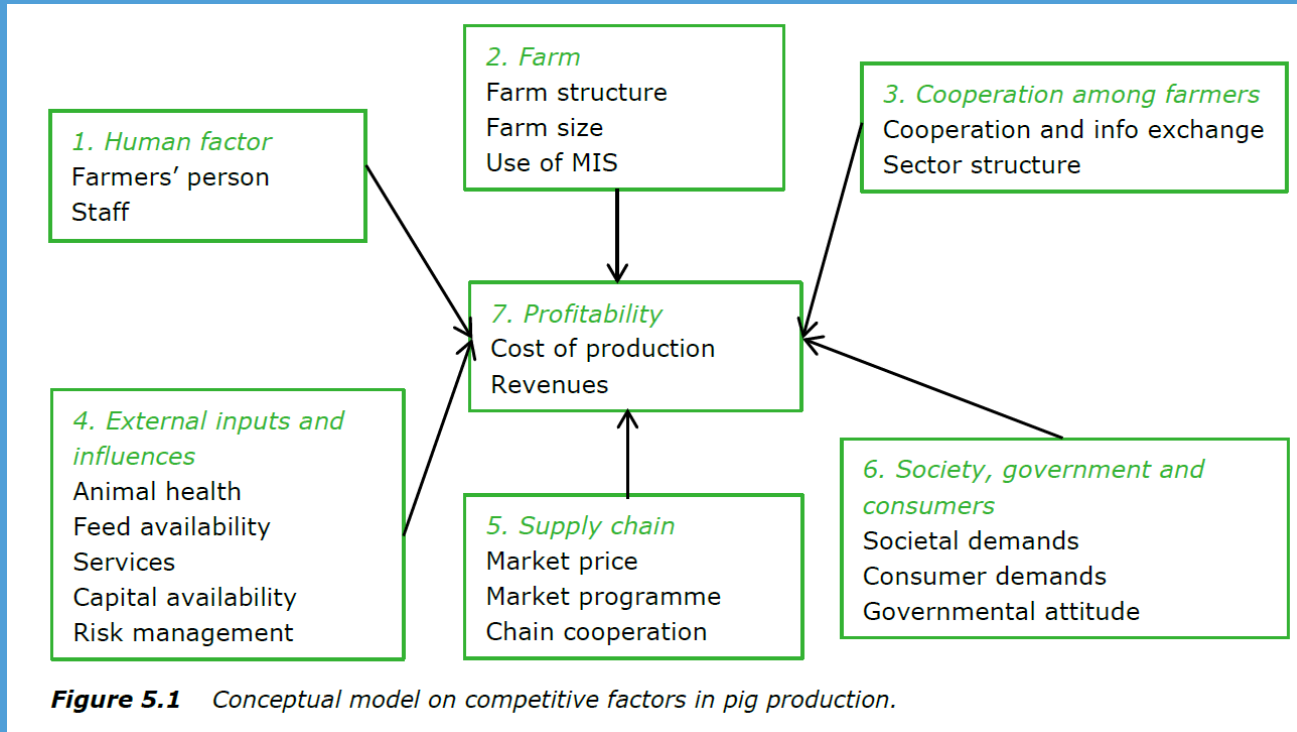 1. Human factor
Farmers’ person
Staff
2. Farm
Farm structure
Farm size
Use of MIS
3. Cooperation among farmers
Cooperation and info exchange
Sector structure
7. Profitability
Cost of production
Revenues
4. External inputs and
influences
Animal health
Feed availability
Services
Capital availability
Risk management
5. Supply chain
Market price
Market programme
Chain cooperation
6. Society, government and
consumers
Societal demands
Consumer demands
Governmental attitude
Figure 5.1 Conceptual model on competitive factors in pig production.